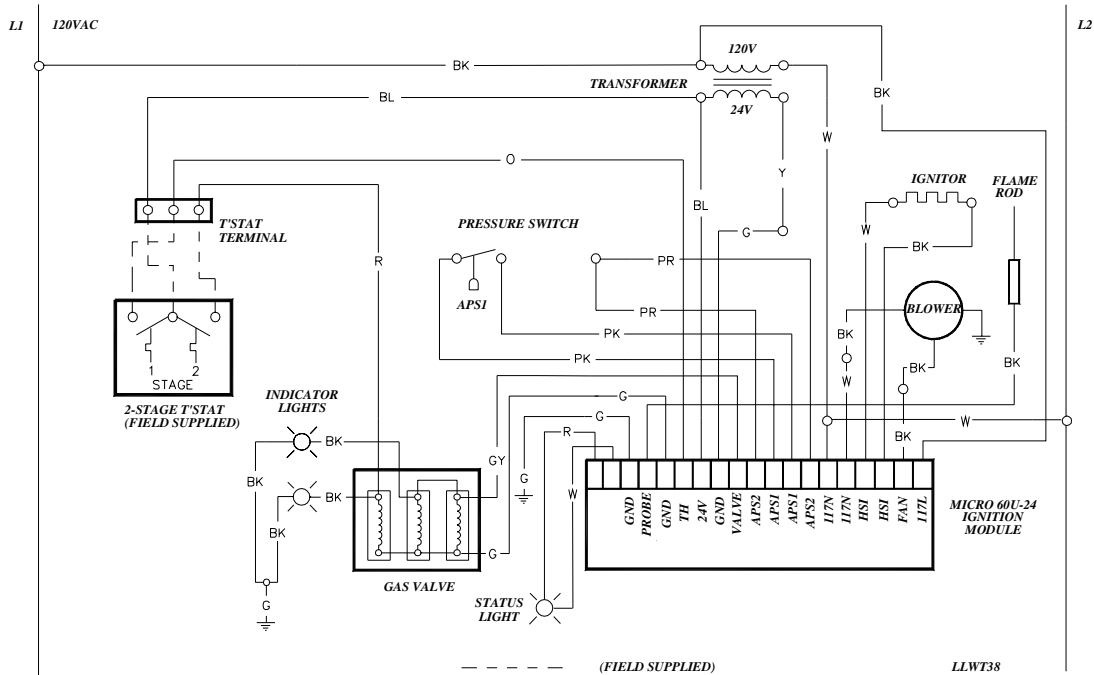 L1
120VAC
L2
120V
BK
TRANSFORMER
24V
BL
BK
W
O
Y
IGNITOR
FLAME
ROD
BL
T'STAT
TERMINAL
PRESSURE SWITCH
W
G
BK
R
PR
APS1
PR
BLOWER
PK
BK
PK
BK
BK
1 2
STAGE
W
2-STAGE T'STAT
(FIELD SUPPLIED)
INDICATOR
LIGHTS
G
G
W
R
BK
BK
GY
BK
BK
G
W
BK
G
GND
PROBE
GND
TH
24V
GND
VALVE
APS2
APS1
APS1
APS2
117N
117N
HSI
HSI
FAN
117L
MICRO 60U-24
IGNITION
MODULE
G
GAS VALVE
STATUS
LIGHT
(FIELD SUPPLIED)
LLWT38